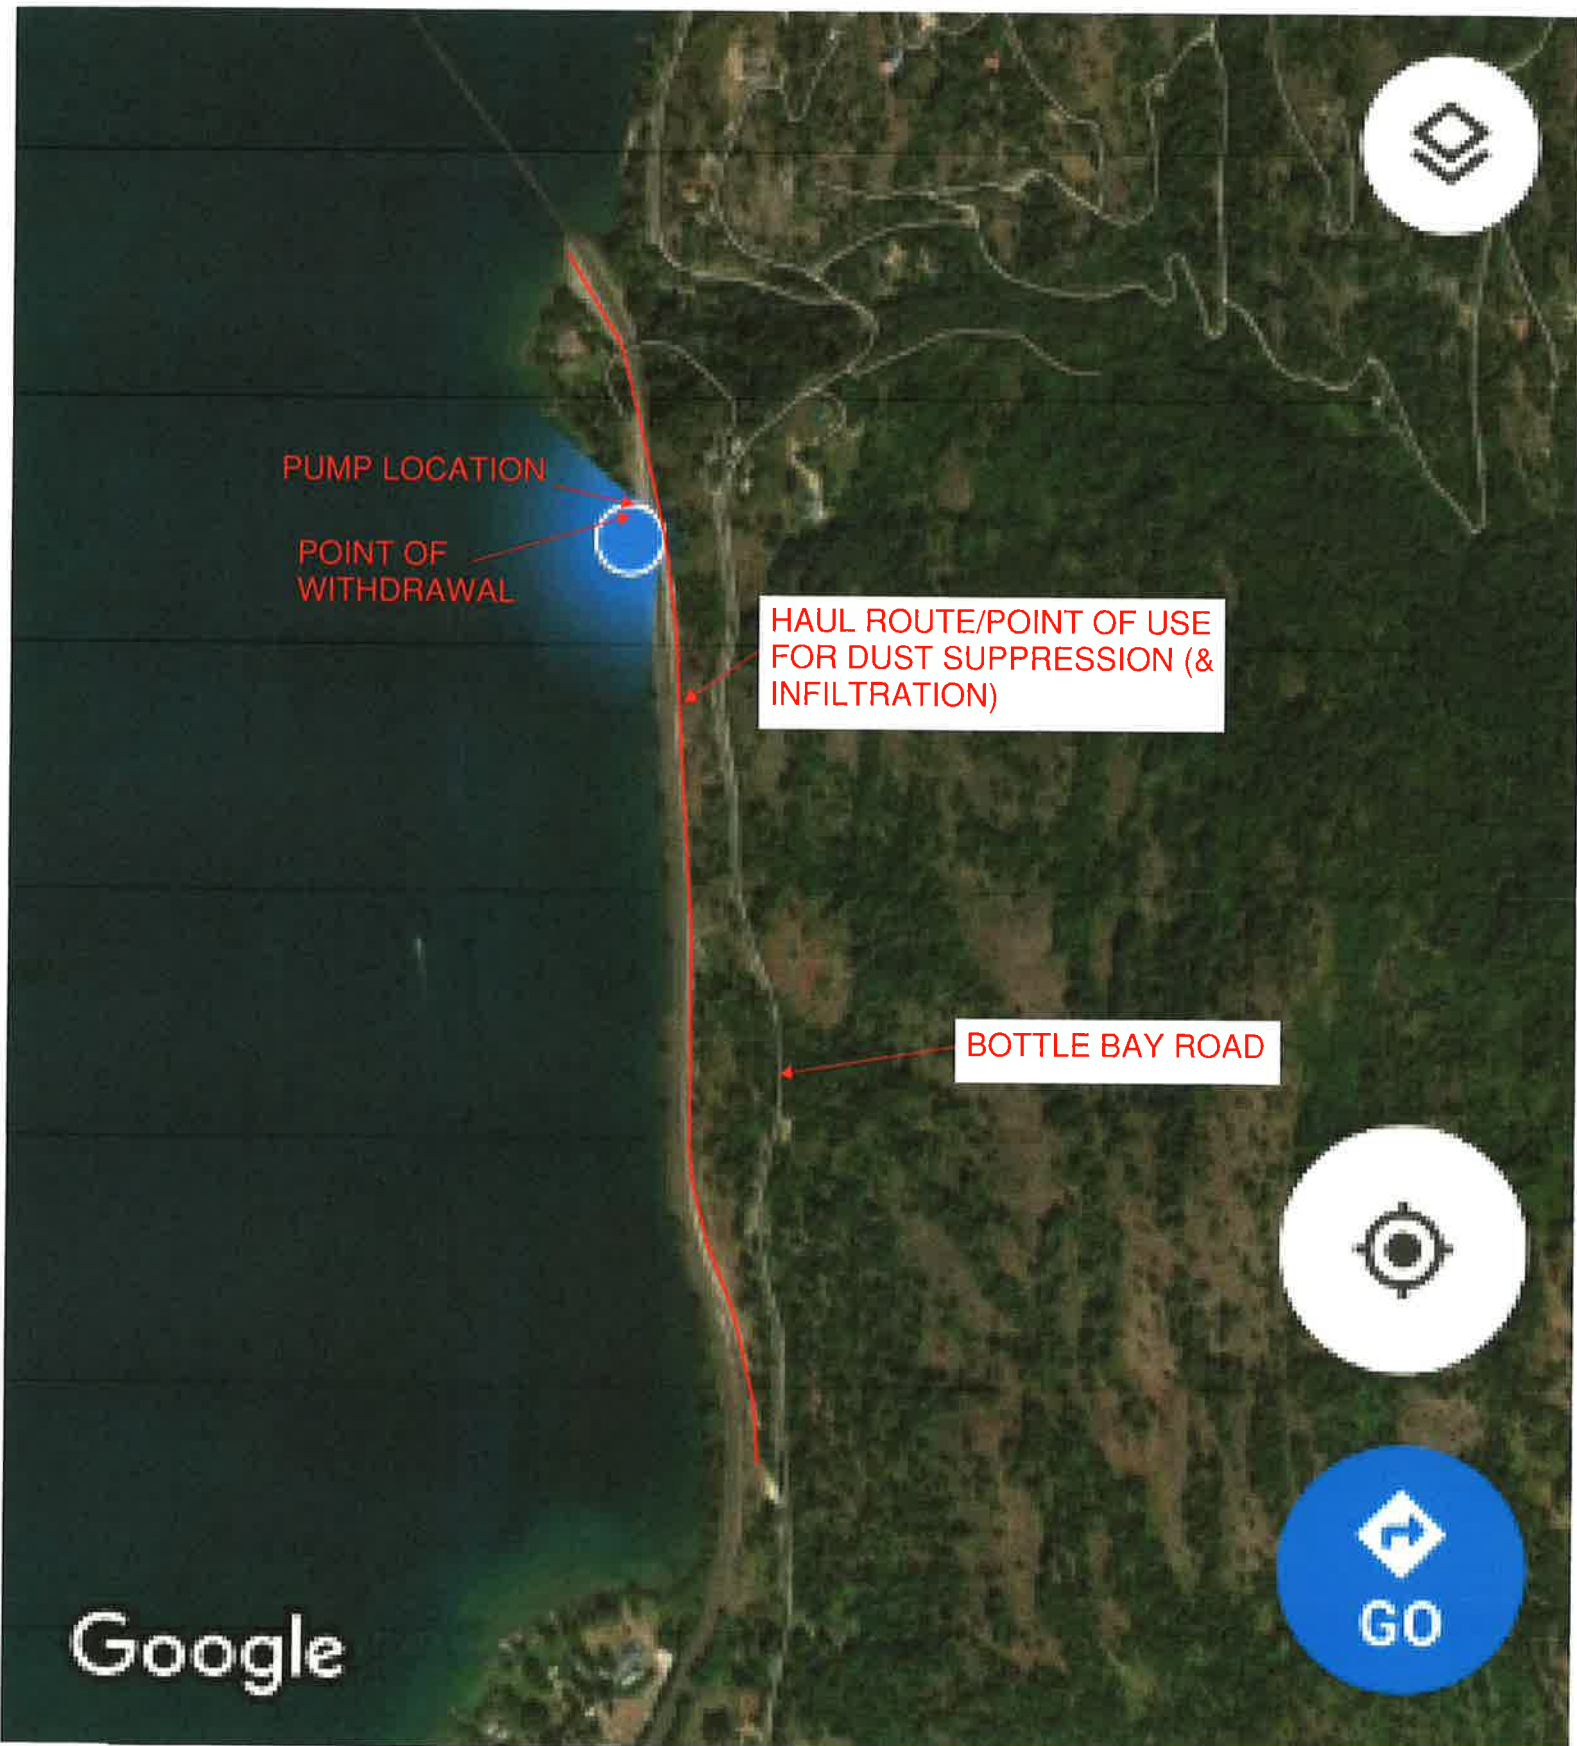 PUMP LOCATION
POINT OF
WITHDRAWAL
HAUL ROUTE/POINT OF USE
FOR DUST SUPPRESSION (&
INFILTRATION)
BOTTLE BAY ROAD
GO
Google